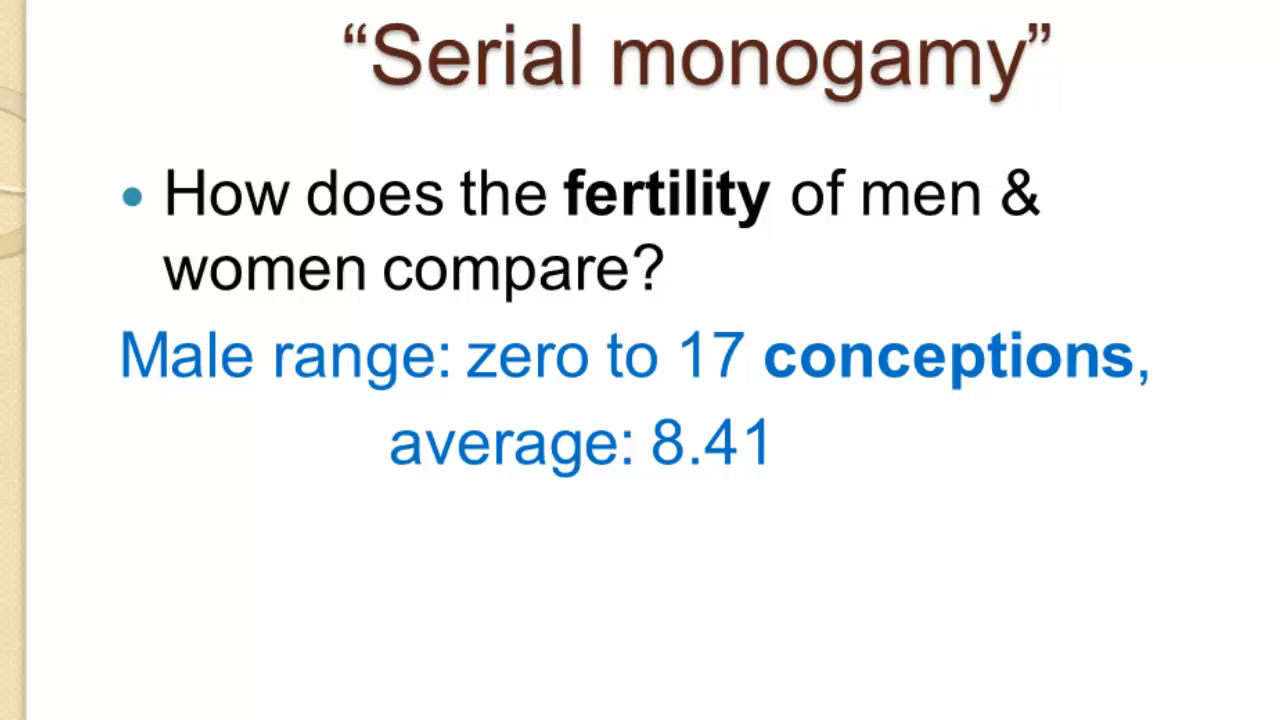 “Serial monogamy”
• How does the fertility of men &
women compare?
Male range: zero to 17 conceptions,
average: 8.41